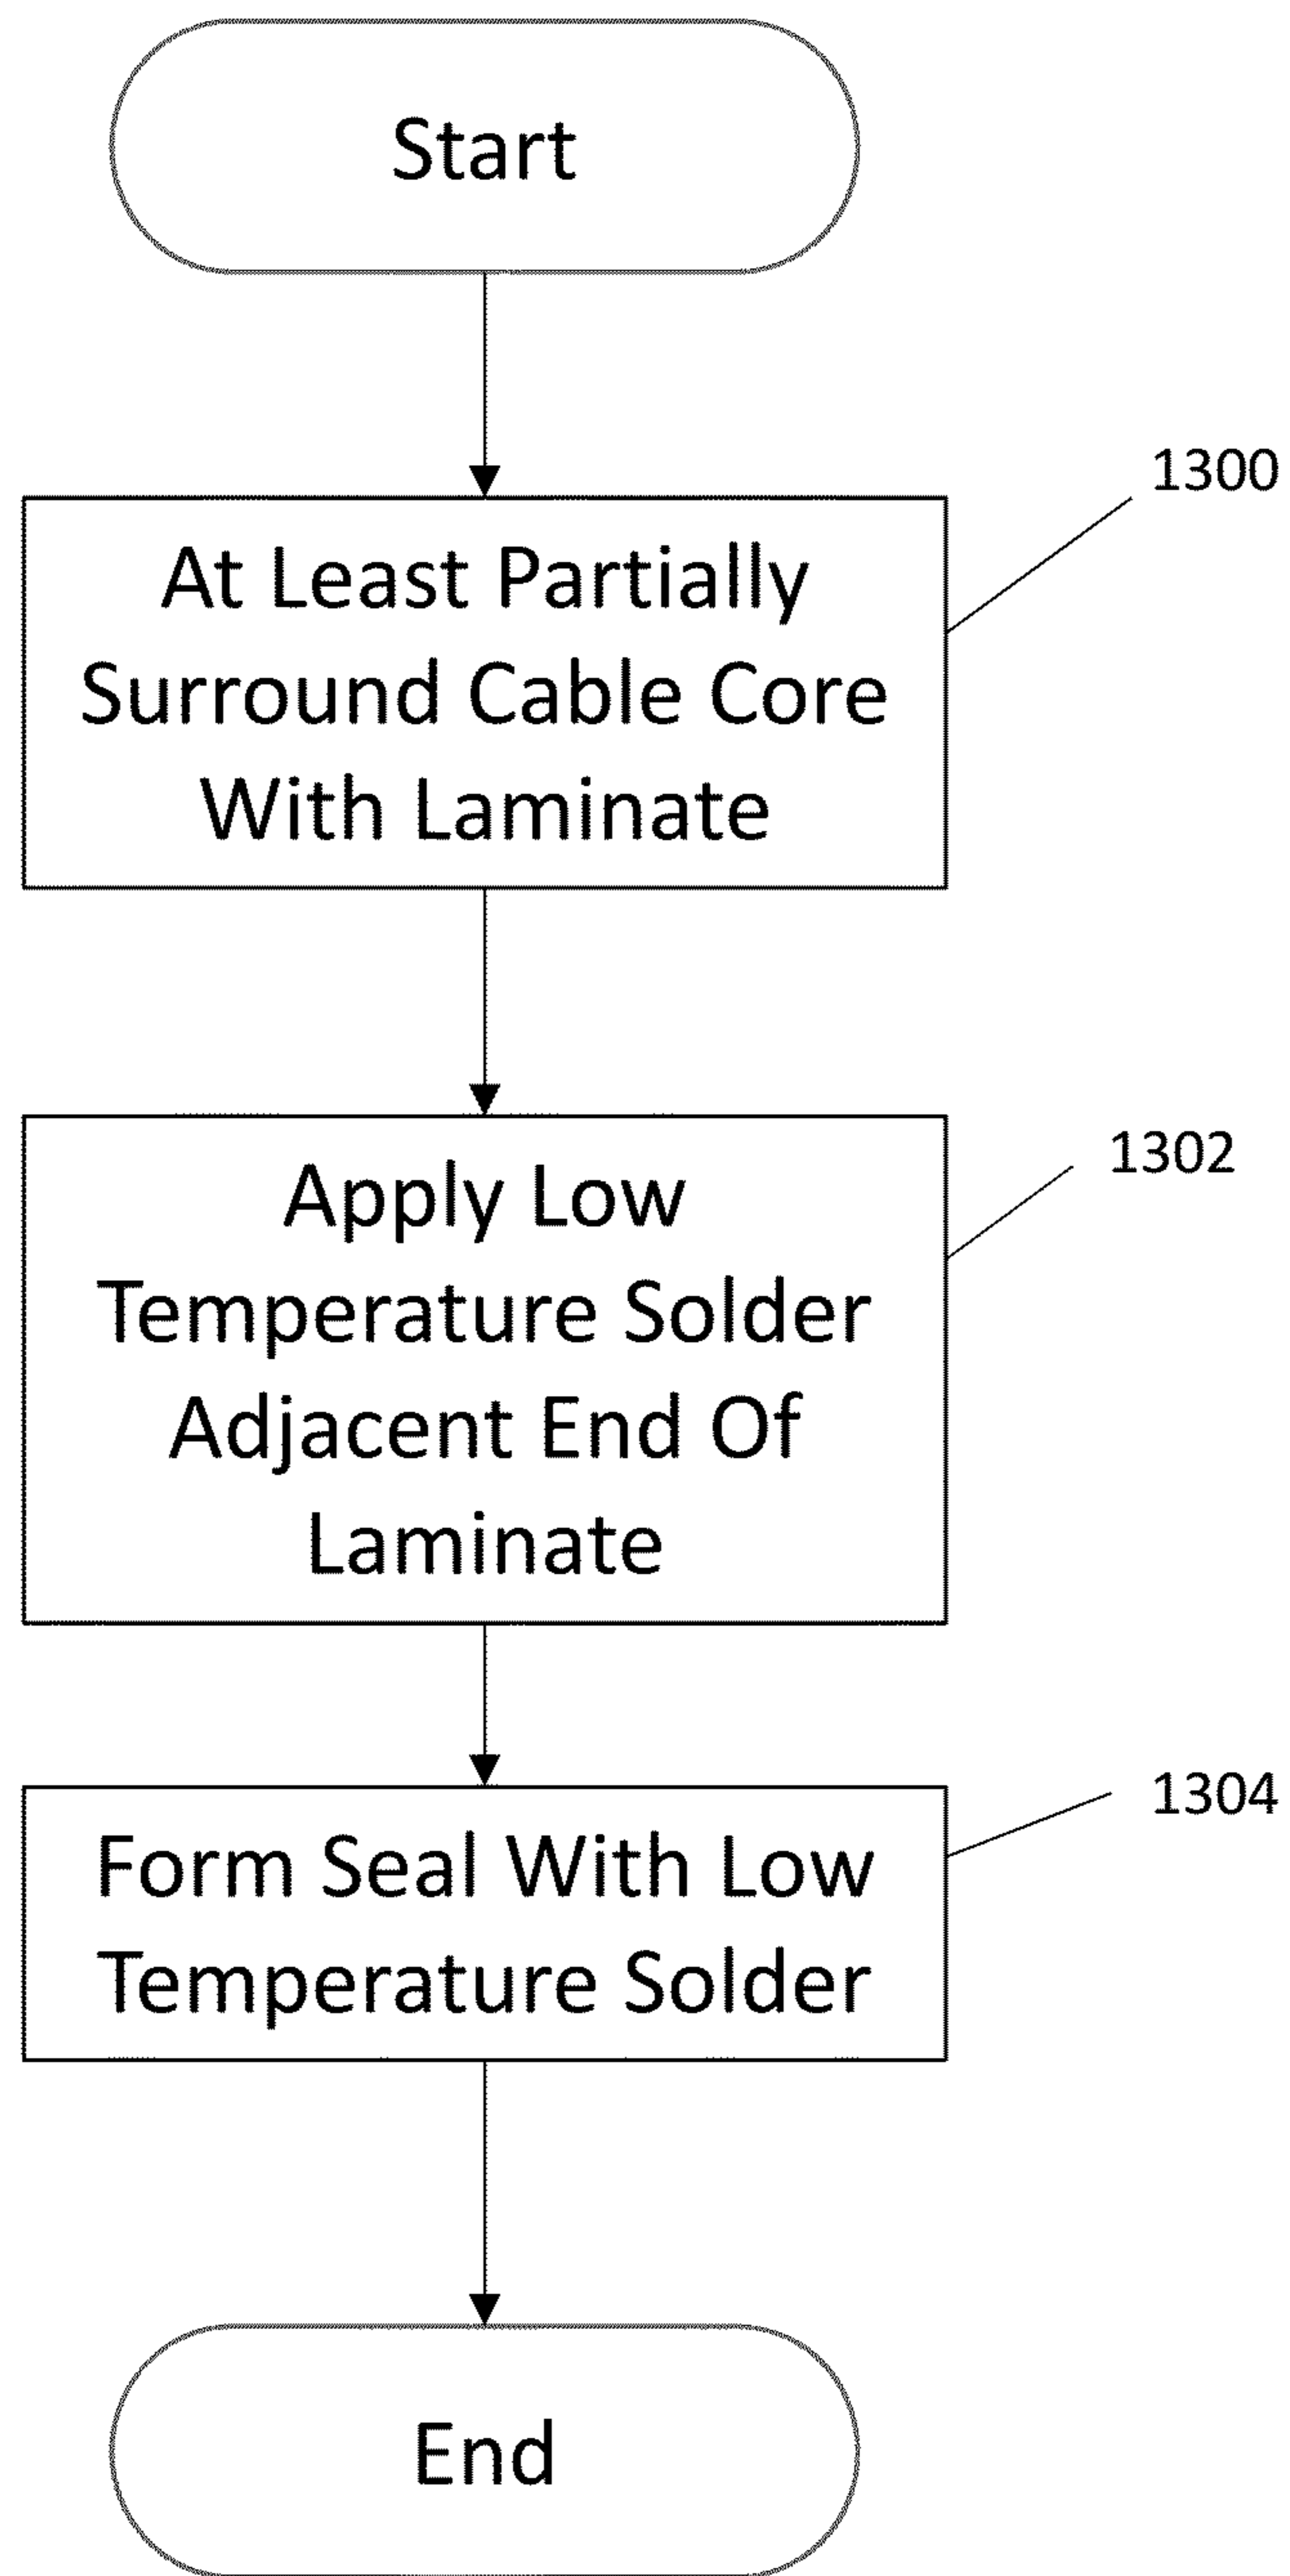 Start
1300
At Least Partially
Surround Cable Core
With Laminate
1302
Apply Low
Temperature Solder
Adjacent End Of
Laminate
1304
Form Seal With Low
Temperature Solder
End